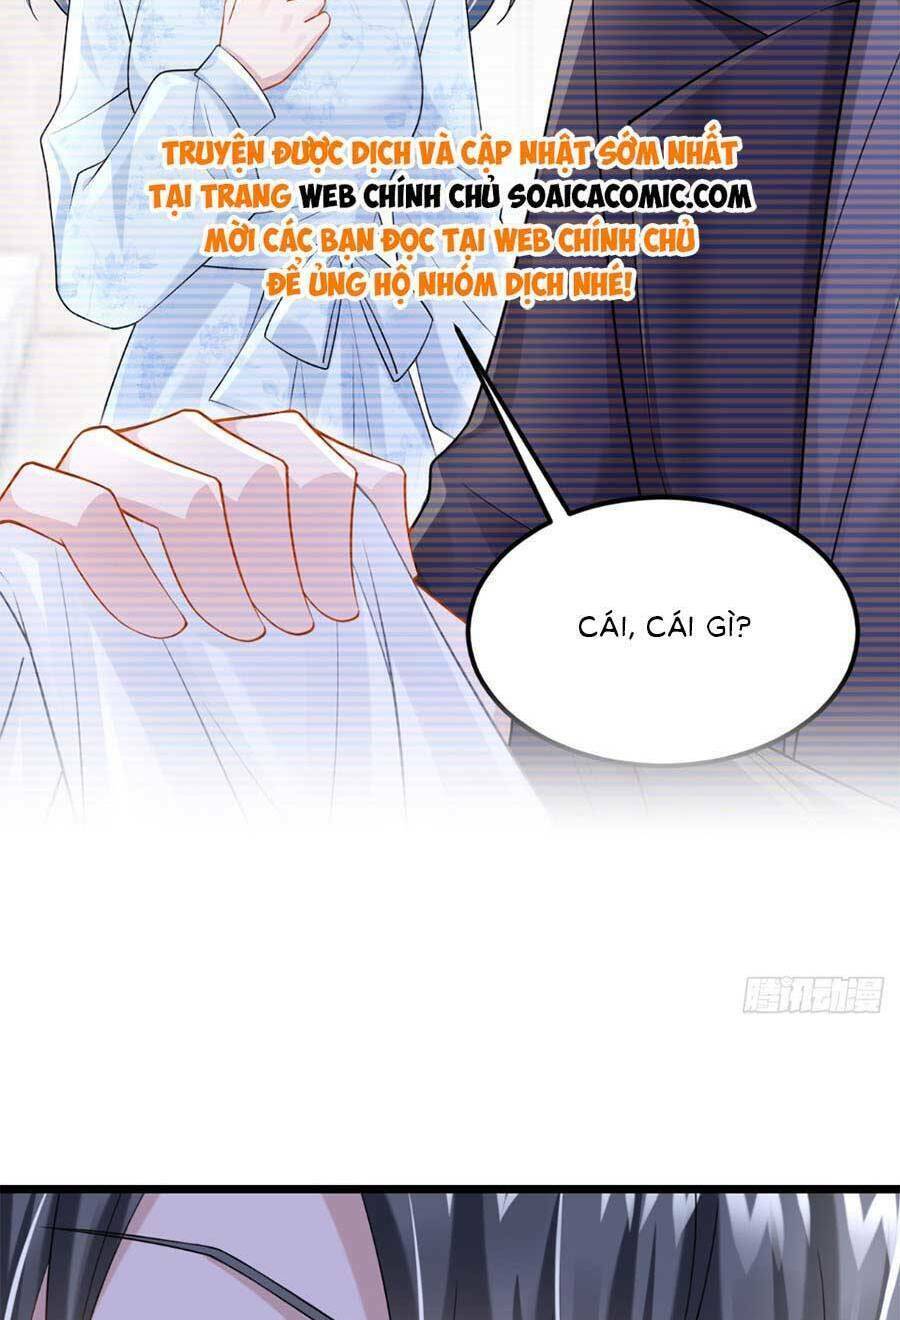 TRUYỆN ĐƯỢC DỊCH VÀ CẬP NHẬT SỚM NHẤT
TẠI TRANG WEB CHÍNH CHỦ SOAICACOMIC.COM
MỜI CÁC BẠN ĐỌC TẠI WEB CHÍNH CHỦ
ĐỂ ỦNG HỘ NHÓM DỊCH NHÉ!
CÁI, CÁI GÌ?
腾讯动漫